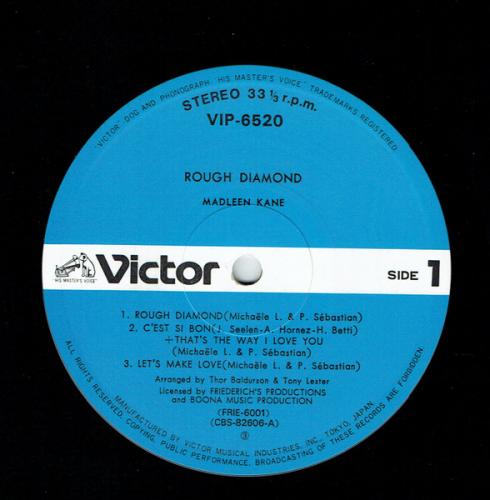 "VICTOR" DOG AND PHONOGRAPH "HIS MASTER'S VOICE" TRADEMARKS REGISTERED
STEREO 33 1/3 r.p.m.
VIP-6520
ROUGH DIAMOND
MADLEEN KANE
"HIS MASTER'S VOICE"
Victor
SIDE 1
1. ROUGH DIAMOND(Michaële L. & P. Sébastian)
2. C'EST SI BON(J. Seelen-A. Hornez-H. Betti)
+THAT'S THE WAY I LOVE YOU
(Michaële L. & P. Sébastian)
3. LET'S MAKE LOVE(Michaële L. & P. Sébastian)
Arranged by Thor Baldurson & Tony Lester
Licensed by FRIEDERICH'S PRODUCTIONS
and BOONA MUSIC PRODUCTION
(FRIE-6001)
(CBS-82606-A)
③
MANUFACTURED BY VICTOR MUSICAL INDUSTRIES, INC., TOKYO, JAPAN.
ALL RIGHTS RESERVED. COPYING, PUBLIC PERFORMANCE, BROADCASTING OF THESE RECORDS ARE FORBIDDEN.